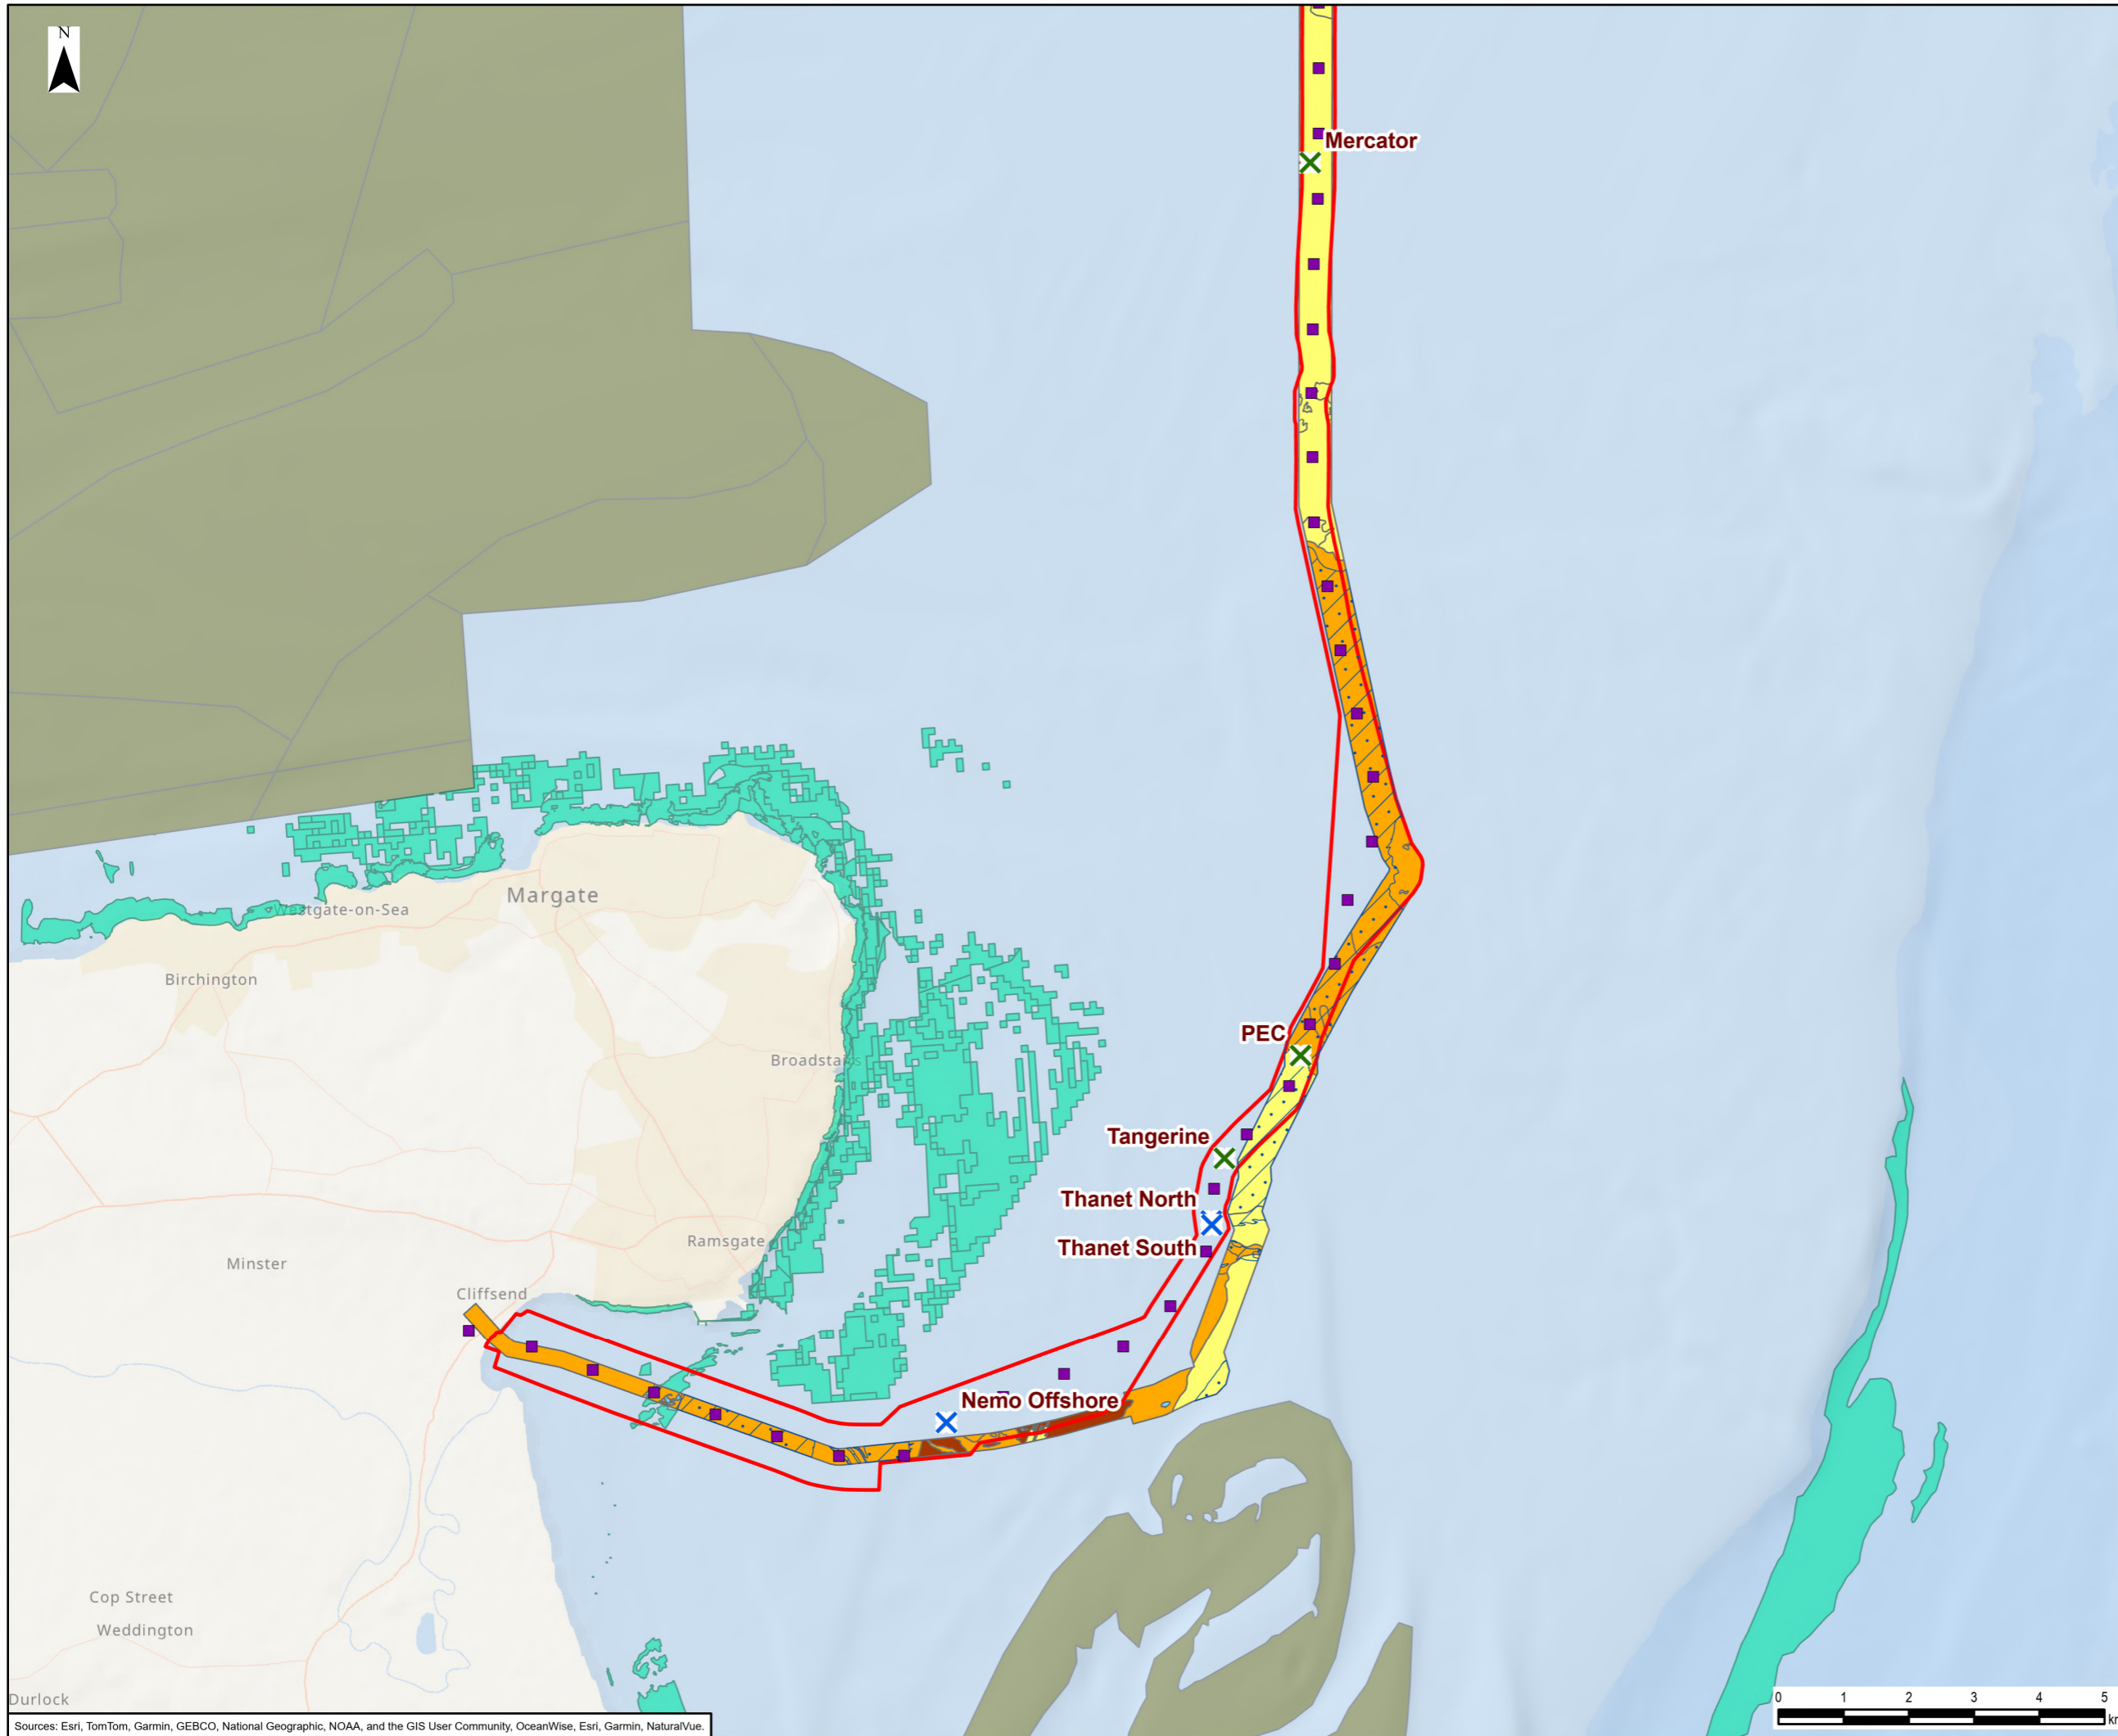 N
Mercator
Margate
Westgate-on-Sea
Birchington
PEC
Broadstairs
Tangerine
Thanet North
Ramsgate
Thanet South
Minster
Cliffsend
Nemo Offshore
Cop Street
Weddington
Durlock
0 1 2 3 4 5
km
Sources: Esri, TomTom, Garmin, GEBCO, National Geographic, NOAA, and the GIS User Community, OceanWise, Esri, Garmin, NaturalVue.